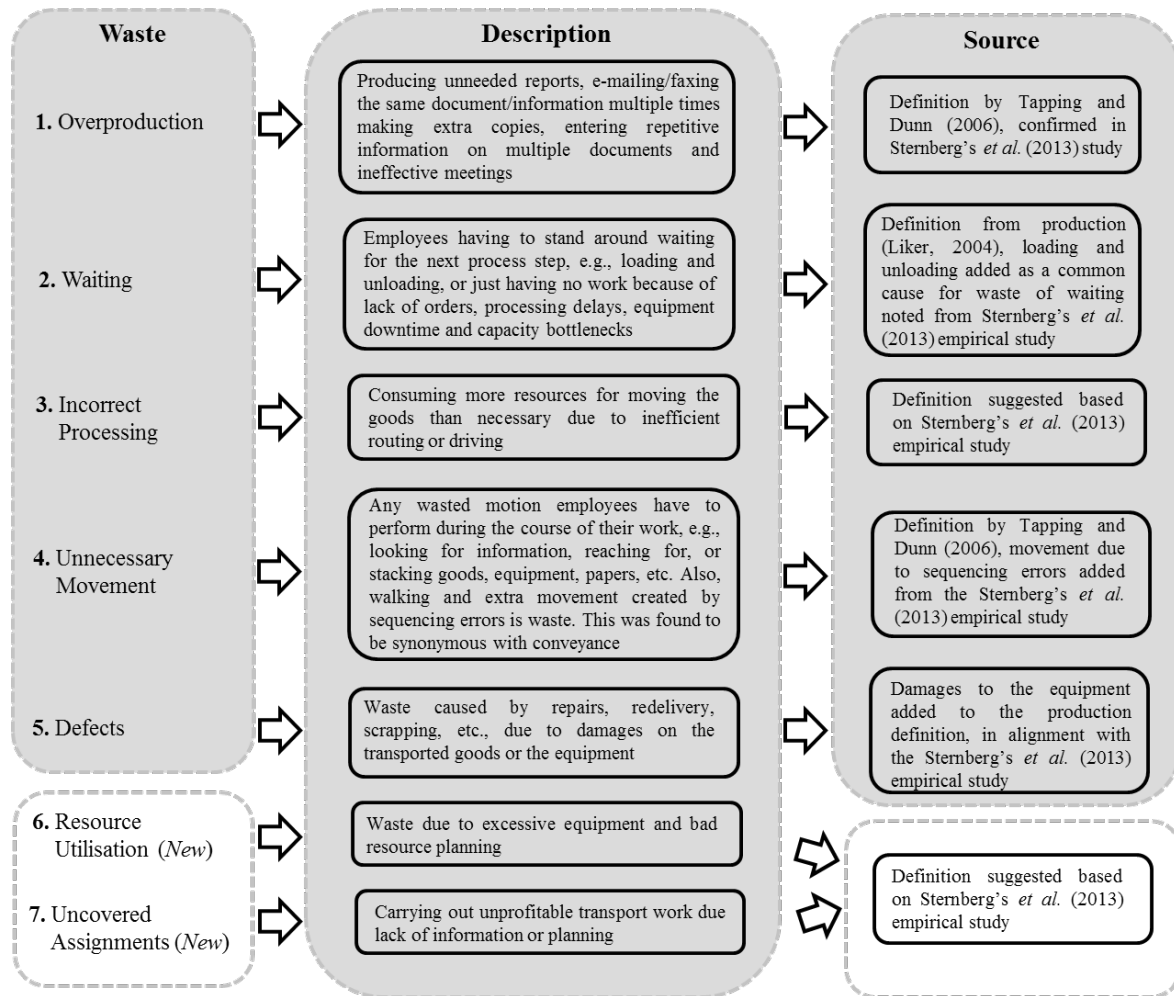 Waste
Description
Source
1. Overproduction
Producing unneeded reports, e-mailing/faxing
the same document/information multiple times
making extra copies, entering repetitive
information on multiple documents and
ineffective meetings
Definition by Tapping and
Dunn (2006), confirmed in
Sternberg's et al. (2013) study
2. Waiting
Employees having to stand around waiting
for the next process step, e.g., loading and
unloading, or just having no work because of
lack of orders, processing delays, equipment
downtime and capacity bottlenecks
Definition from production
(Liker, 2004), loading and
unloading added as a common
cause for waste of waiting
noted from Sternberg's et al.
(2013) empirical study
3. Incorrect
Processing
Consuming more resources for moving the
goods than necessary due to inefficient
routing or driving
Definition suggested based
on Sternberg's et al. (2013)
empirical study
4. Unnecessary
Movement
Any wasted motion employees have to
perform during the course of their work, e.g.,
looking for information, reaching for, or
stacking goods, equipment, papers, etc. Also,
walking and extra movement created by
sequencing errors is waste. This was found to
be synonymous with conveyance
Definition by Tapping and
Dunn (2006), movement due
to sequencing errors added
from the Sternberg's et al.
(2013) empirical study
5. Defects
Waste caused by repairs, redelivery,
scrapping, etc., due to damages on the
transported goods or the equipment
Damages to the equipment
added to the production
definition, in alignment with
the Sternberg's et al. (2013)
empirical study
6. Resource
Utilisation (New)
Waste due to excessive equipment and bad
resource planning
7. Uncovered
Assignments (New)
Carrying out unprofitable transport work due
lack of information or planning
Definition suggested based
on Sternberg's et al. (2013)
empirical study